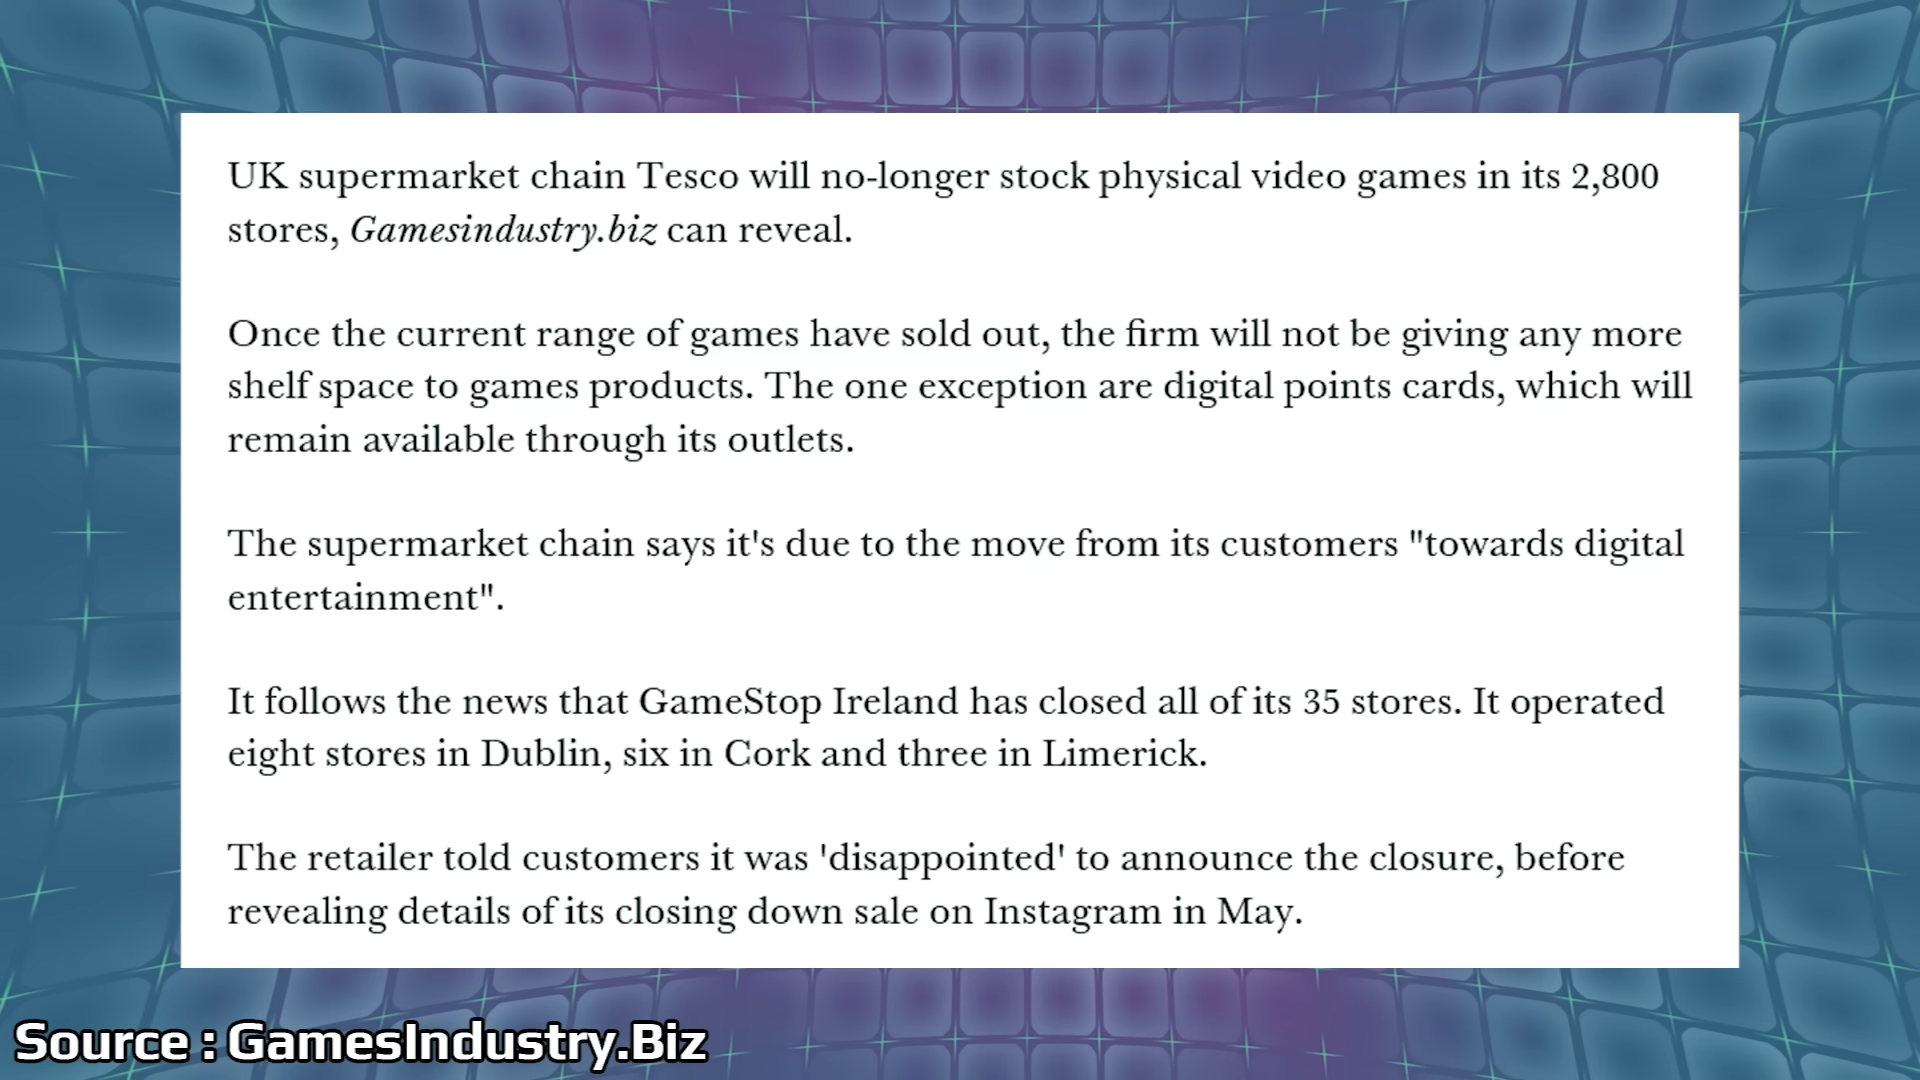 UK supermarket chain Tesco will no-longer stock physical video games in its 2,800
stores, Gamesindustry.biz can reveal.
Once the current range of games have sold out, the firm will not be giving any more
shelf space to games products. The one exception are digital points cards, which will
remain available through its outlets.
The supermarket chain says it's due to the move from its customers "towards digital
entertainment".
It follows the news that GameStop Ireland has closed all of its 35 stores. It operated
eight stores in Dublin, six in Cork and three in Limerick.
The retailer told customers it was 'disappointed' to announce the closure, before
revealing details of its closing down sale on Instagram in May.
Source : GamesIndustry.Biz